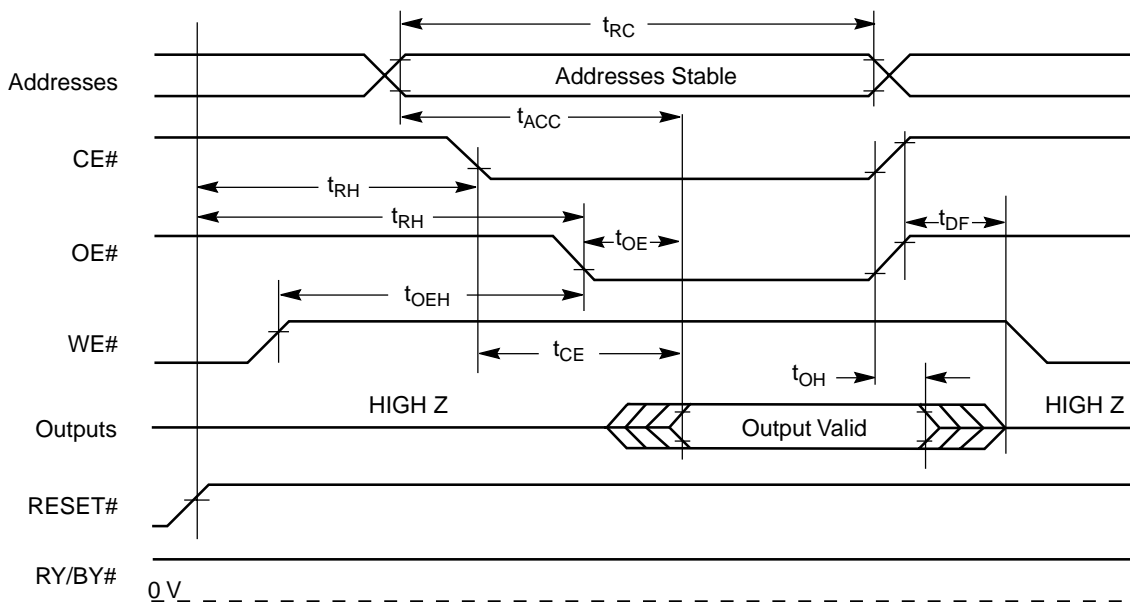 tRC
Addresses
Addresses Stable
tACC
CE#
tRH
tRH
tOE
tDF
OE#
tOEH
WE#
tCE
tOH
HIGH Z
HIGH Z
Outputs
Output Valid
RESET#
RY/BY#
0 V